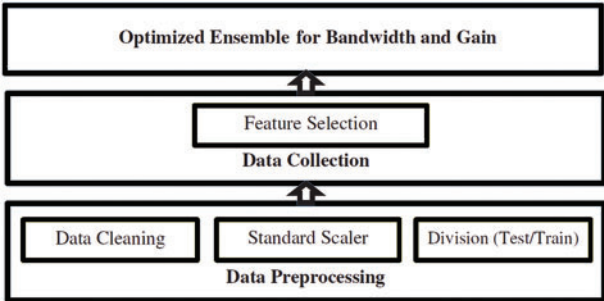 Optimized Ensemble for Bandwidth and Gain
Feature Selection
Data Collection
Data Cleaning
Standard Scaler
Division (Test/Train)
Data Preprocessing